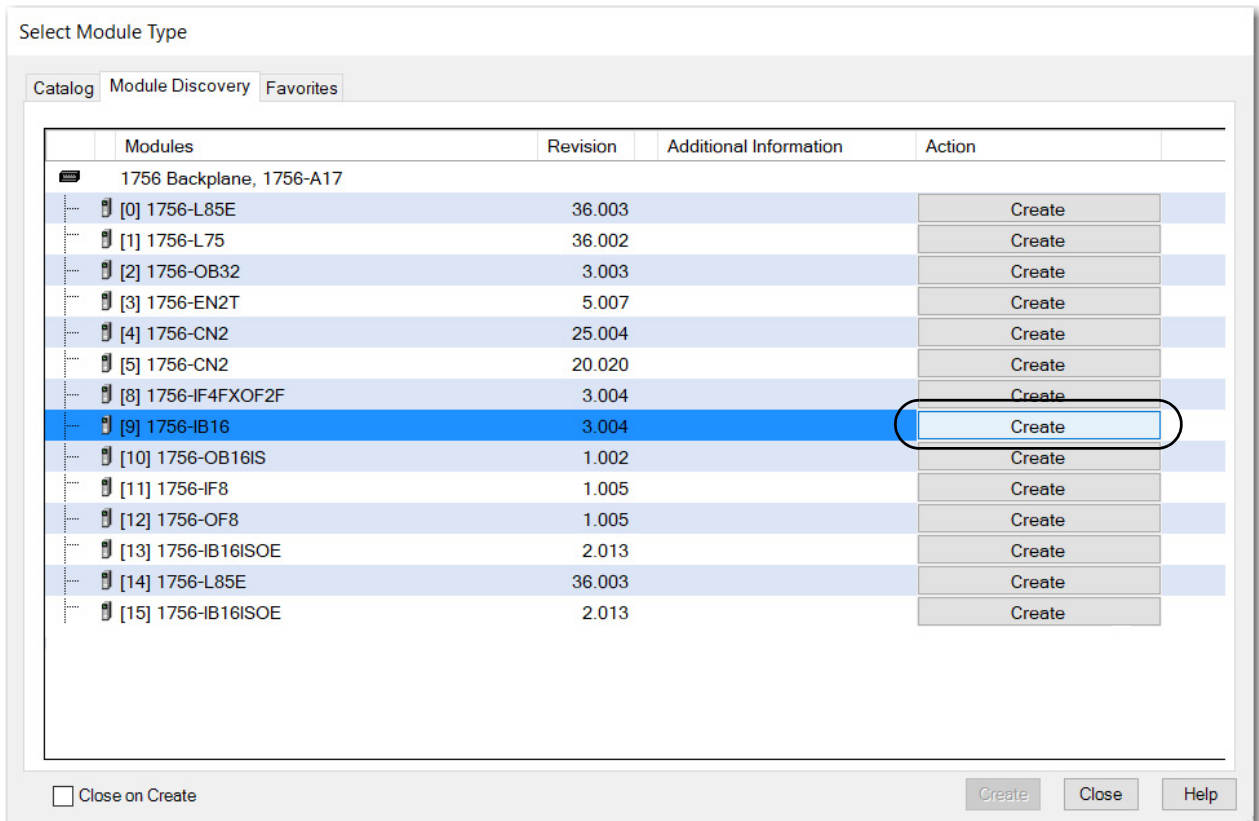 Select Module Type
Catalog Module Discovery Favorites
Modules Revision Additional Information Action
1756 Backplane, 1756-A17
[0] 1756-L85E 36.003 Create
[1] 1756-L75 36.002 Create
[2] 1756-OB32 3.003 Create
[3] 1756-EN2T 5.007 Create
[4] 1756-CN2 25.004 Create
[5] 1756-CN2 20.020 Create
[8] 1756-IF4FXOF2F 3.004 Create
[9] 1756-IB16 3.004 Create
[10] 1756-OB16IS 1.002 Create
[11] 1756-IF8 1.005 Create
[12] 1756-OF8 1.005 Create
[13] 1756-IB16ISOE 2.013 Create
[14] 1756-L85E 36.003 Create
[15] 1756-IB16ISOE 2.013 Create
Close on Create Create Close Help